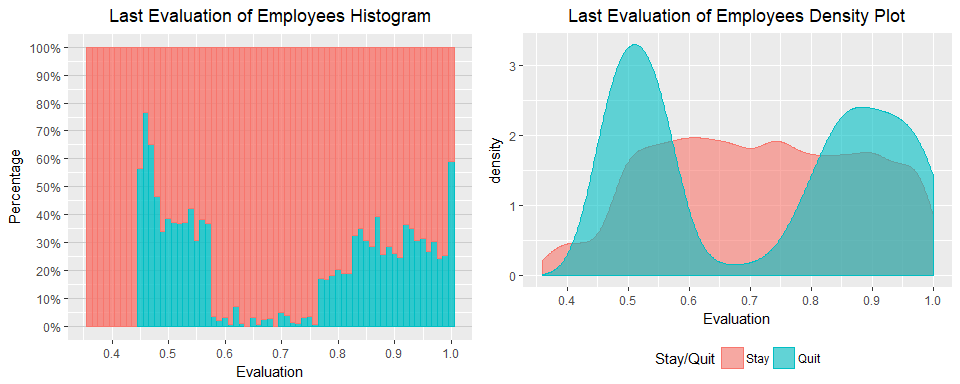 Last Evaluation of Employees Histogram
Percentage
100%
90%
80%
70%
60%
50%
40%
30%
20%
10%
0%
0.4 0.5 0.6 0.7 0.8 0.9 1.0
Evaluation
Last Evaluation of Employees Density Plot
density
3
2
1
0
0.4 0.5 0.6 0.7 0.8 0.9 1.0
Evaluation
Stay/Quit Stay Quit